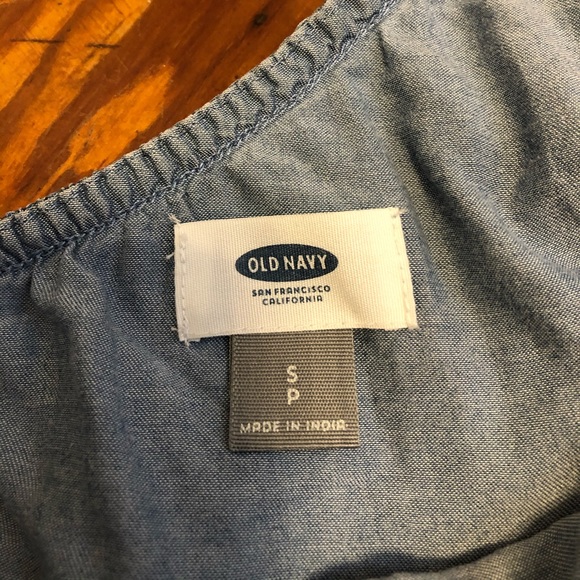 OLD NAVY
SAN FRANCISCO
CALIFORNIA
S
P
MADE IN INDIA